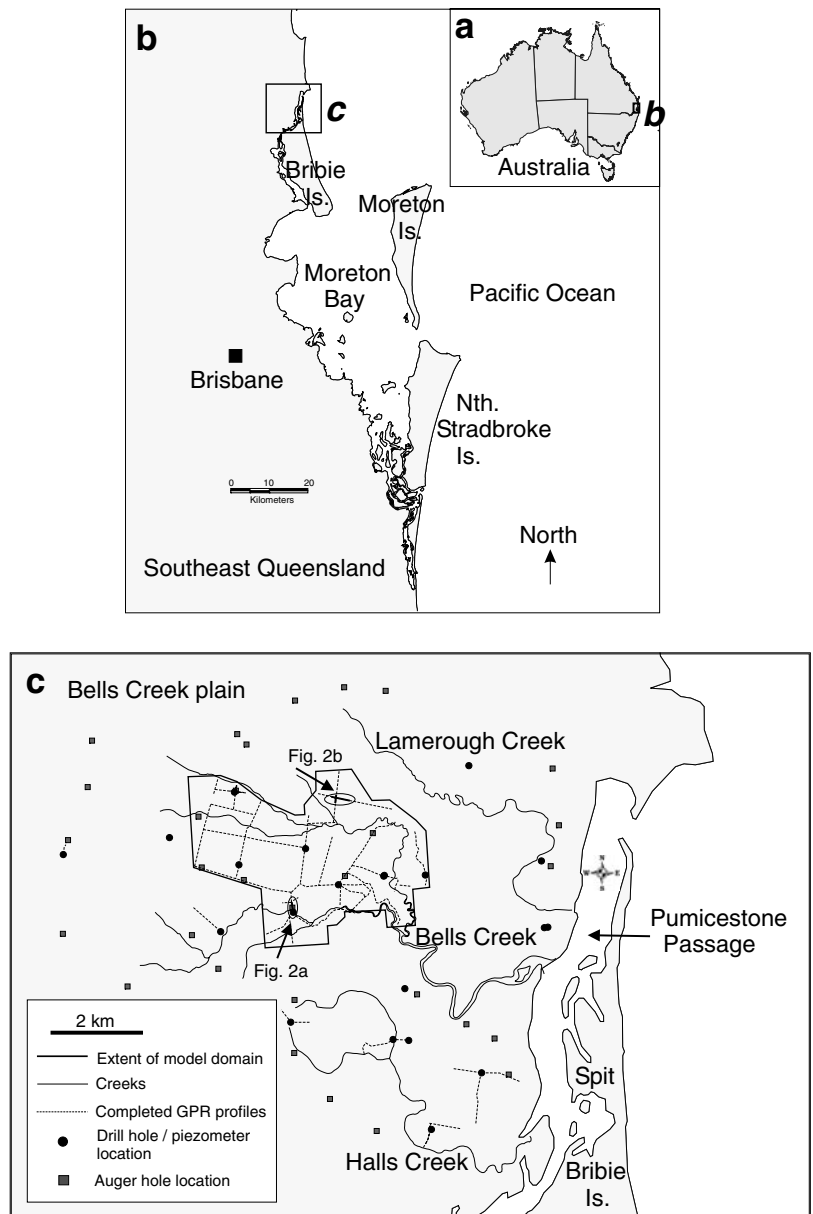 b
a
c
b
Australia
Bribie
Is.
Moreton
Is.
Moreton
Bay
Pacific Ocean
Brisbane
Nth.
Stradbroke
Is.
0 10 20
Kilometers
North
Southeast Queensland
c
Bells Creek plain
Lamerough Creek
Fig. 2b
N
W E
S
Pumicestone
Passage
Bells Creek
Fig. 2a
2 km
Extent of model domain
Creeks
Completed GPR profiles
Drill hole / piezometer
location
Auger hole location
Spit
Halls Creek
Bribie
Is.